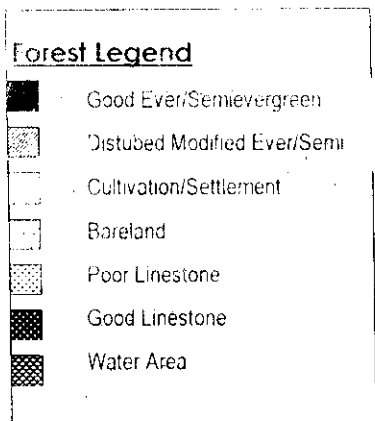 Forest Legend
Good Ever/Semievergreen
Distubed Modified Ever/Semi
Cultivation/Settlement
Bareland
Poor Linestone
Good Linestone
Water Area